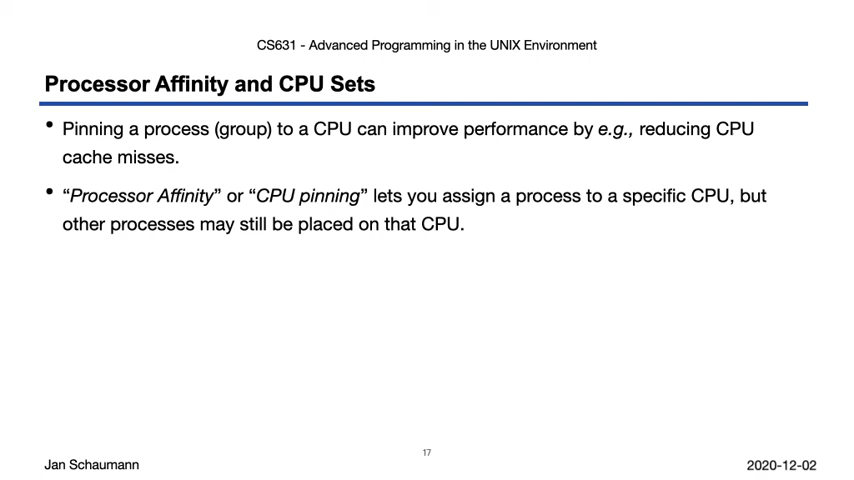 CS631 - Advanced Programming in the UNIX Environment
Processor Affinity and CPU Sets
• Pinning a process (group) to a CPU can improve performance by e.g., reducing CPU
cache misses.
• “Processor Affinity” or “CPU pinning” lets you assign a process to a specific CPU, but
other processes may still be placed on that CPU.
17
Jan Schaumann
2020-12-02